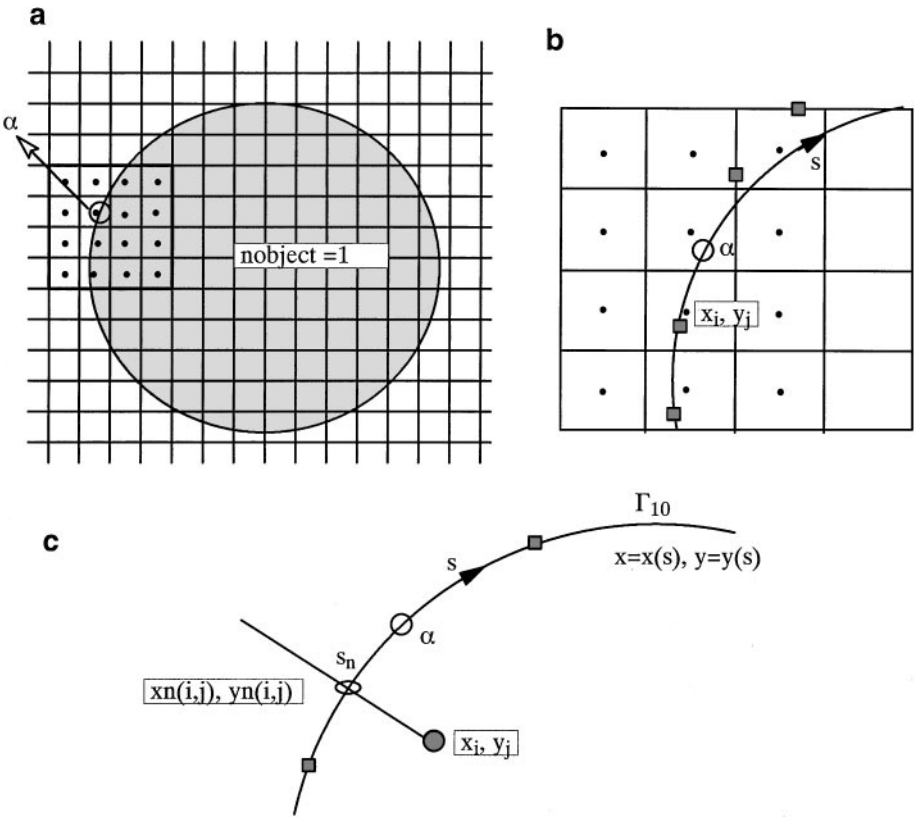 a
α
nobject =1
b
s
α
xi, yj
c
Γ10
x=x(s), y=y(s)
s
α
sn
xn(i,j), yn(i,j)
xi, yj